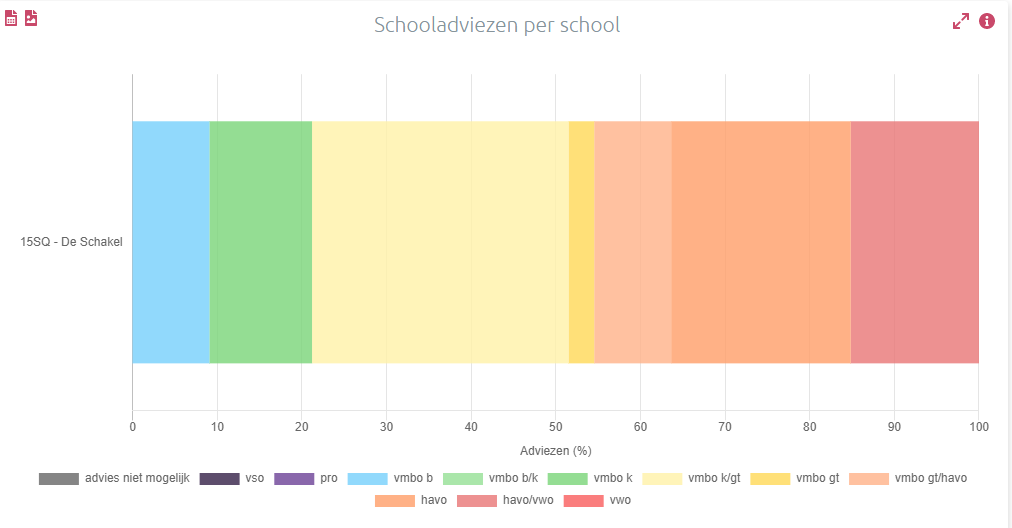 Schooladviezen per school
15SQ - De Schakel
0 10 20 30 40 50 60 70 80 90 100
Adviezen (%)
advies niet mogelijk vso pro vmbo b vmbo b/k vmbo k vmbo k/gt vmbo gt vmbo gt/havo
havo havo/vwo vwo